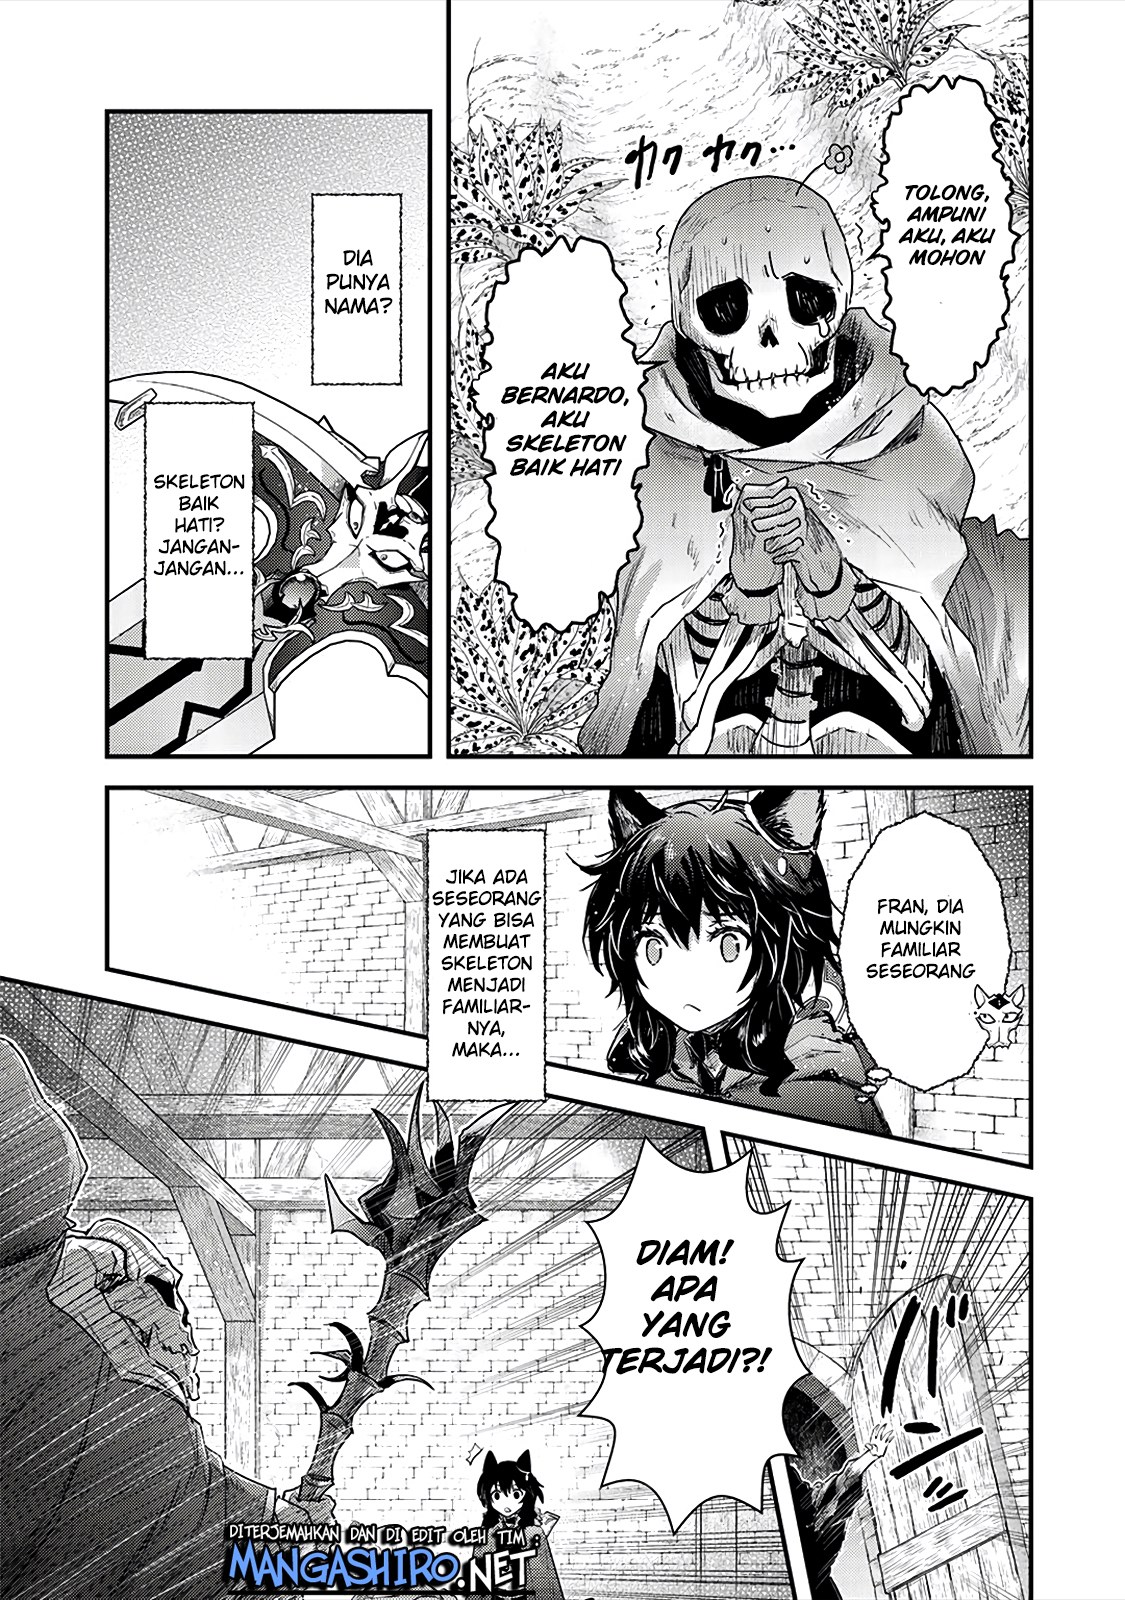 TOLONG,
AMPUNI
AKU, AKU
MOHON
カク カク…
AKU
BERNARDO,
AKU
SKELETON
BAIK HATI
DIA
PUNYA
NAMA?
SKELETON
BAIK
HATI?
JANGAN-
JANGAN...
FRAN, DIA
MUNGKIN
FAMILIAR
SESEORANG
JIKA ADA
SESEORANG
YANG BISA
MEMBUAT
SKELETON
MENJADI
FAMILIAR-
NYA,
MAKA...
DIAM!
APA
YANG
TERJADI?!
DITERJEMAHKAN DAN DI EDIT OLEH TIM :
MANGASHIRO.NET